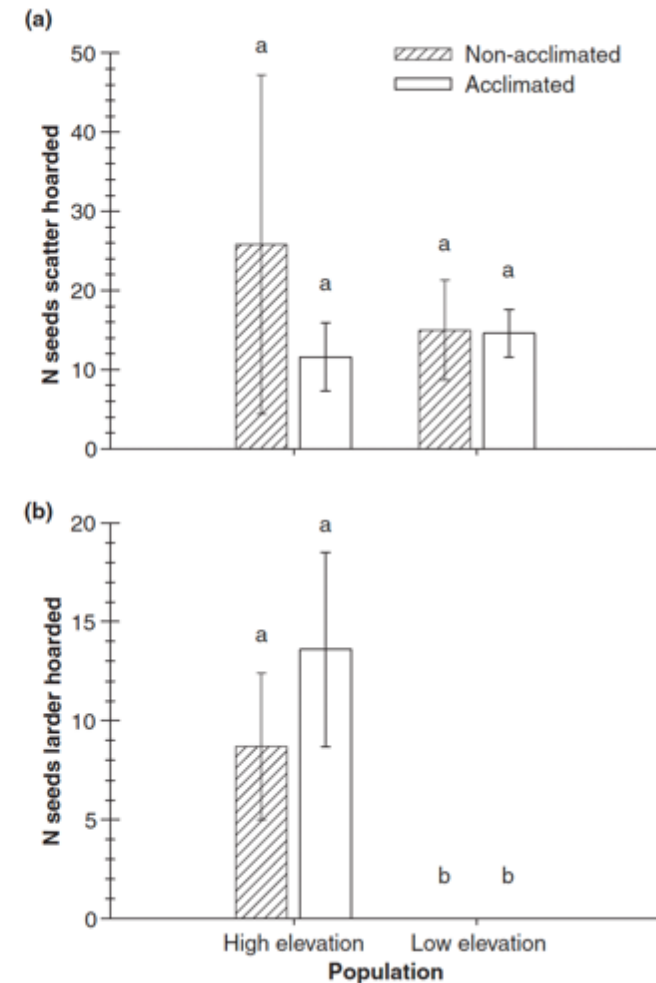 (a)
a
50
Non-acclimated
Acclimated
40
30
a
a
a
20
10
0
N seeds scatter hoarded
(b)
20
a
15
a
10
5
b b
0
N seeds larder hoarded
High elevation Low elevation
Population